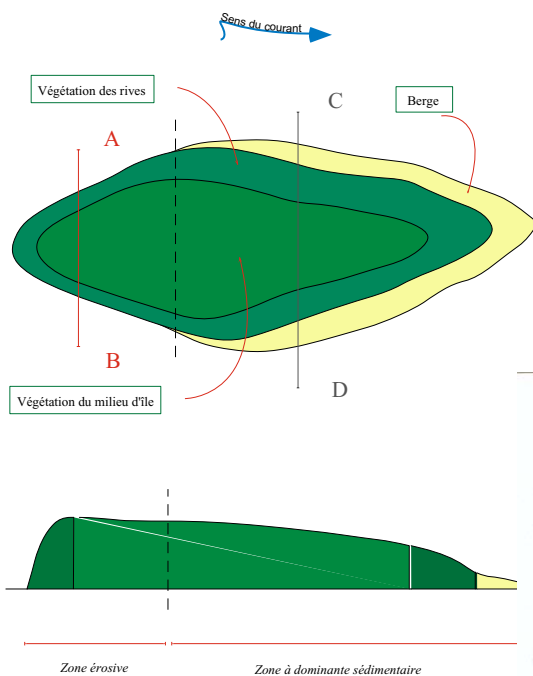 Sens du courant
Végétation des rives
C
Berge
A
B
D
Végétation du milieu d'île
Zone érosive
Zone à dominante sédimentaire